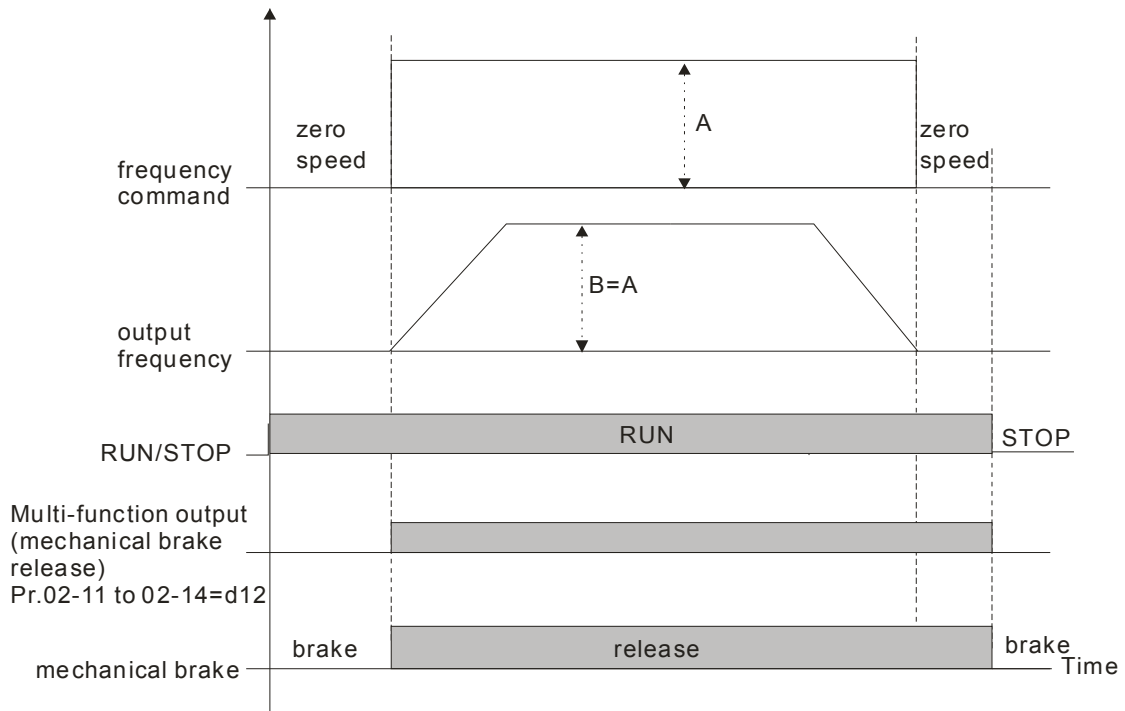 zero
speed
A
zero
speed
frequency
command
B=A
output
frequency
RUN
STOP
RUN/STOP
Multi-function output
(mechanical brake
release)
Pr.02-11 to 02-14=d12
brake
release
brake
mechanical brake
Time